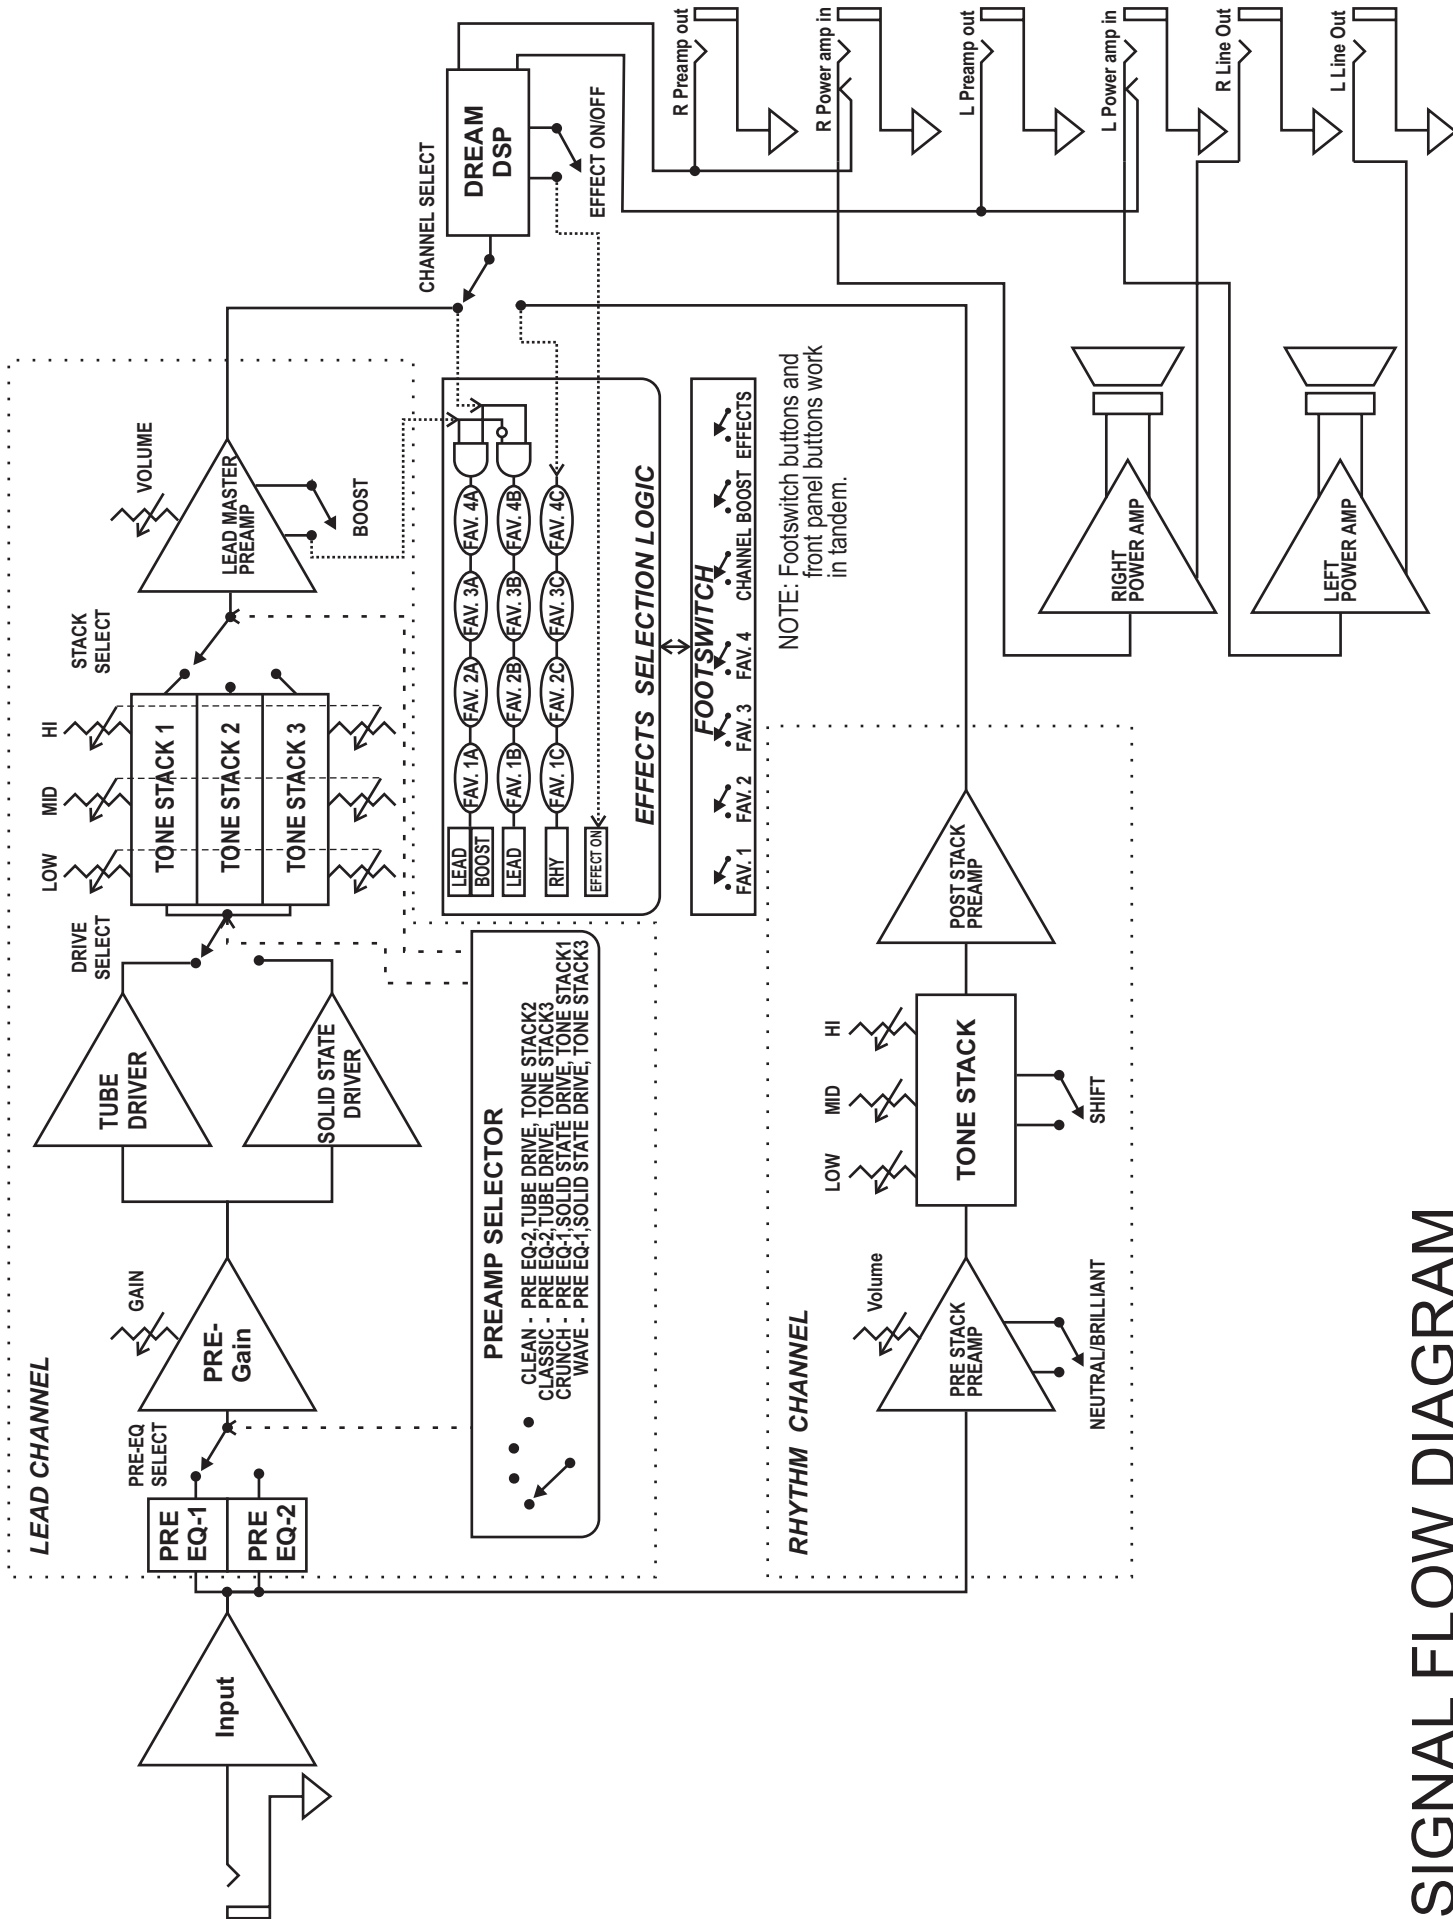 LEAD CHANNEL
Input
PRE
EQ-1
PRE
EQ-2
PRE-EQ
SELECT
GAIN
PRE-
Gain
TUBE
DRIVER
SOLID STATE
DRIVER
DRIVE
SELECT
LOW
MID
HI
TONE STACK 1
TONE STACK 2
TONE STACK 3
STACK
SELECT
VOLUME
LEAD MASTER
PREAMP
BOOST
CHANNEL SELECT
DREAM
DSP
EFFECT ON/OFF
PREAMP SELECTOR
CLEAN - PRE EQ-2,TUBE DRIVE, TONE STACK2
CLASSIC - PRE EQ-2,TUBE DRIVE, TONE STACK3
CRUNCH - PRE EQ-1,SOLID STATE DRIVE, TONE STACK1
WAVE - PRE EQ-1,SOLID STATE DRIVE, TONE STACK3
LEAD
BOOST
FAV. 1A
FAV. 2A
FAV. 3A
FAV. 4A
LEAD
FAV. 1B
FAV. 2B
FAV. 3B
FAV. 4B
RHY
FAV. 1C
FAV. 2C
FAV. 3C
FAV. 4C
EFFECT ON
EFFECTS SELECTION LOGIC
FOOTSWITCH
FAV. 1
FAV. 2
FAV. 3
FAV. 4
CHANNEL
BOOST
EFFECTS
NOTE: Footswitch buttons and
front panel buttons work
in tandem.
RHYTHM CHANNEL
Volume
PRE STACK
PREAMP
NEUTRAL/BRILLIANT
LOW
MID
HI
TONE STACK
SHIFT
POST STACK
PREAMP
RIGHT
POWER AMP
LEFT
POWER AMP
R Preamp out
R Power amp in
L Preamp out
L Power amp in
R Line Out
L Line Out
SIGNAL FLOW DIAGRAM